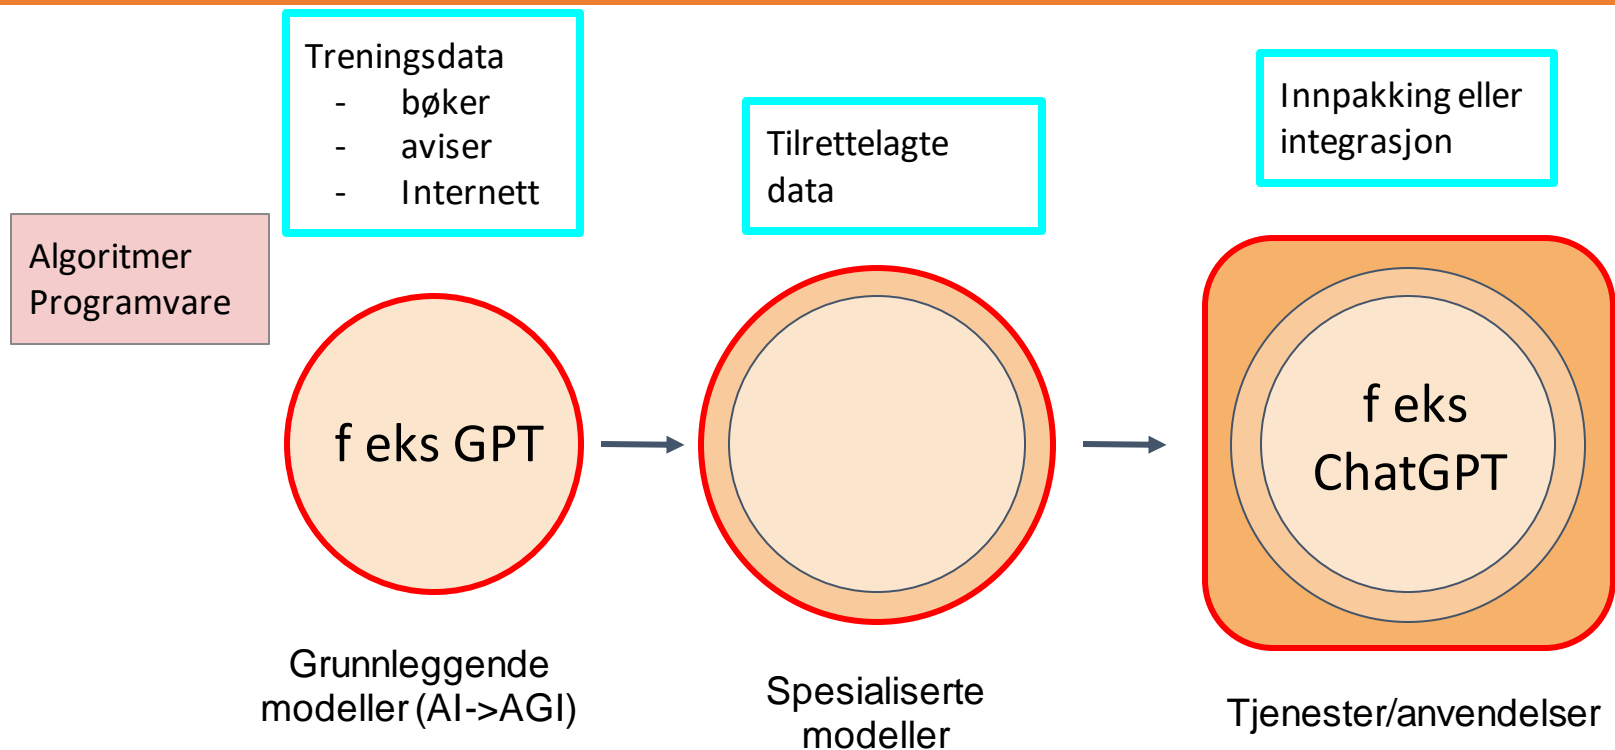 Algoritmer
Programvare
Treningsdata
- bøker
- aviser
- Internett
f eks GPT
Grunnleggende
modeller (AI->AGI)
Tilrettelagte
data
Spesialiserte
modeller
Innpakking eller
integrasjon
f eks
ChatGPT
Tjenester/anvendelser